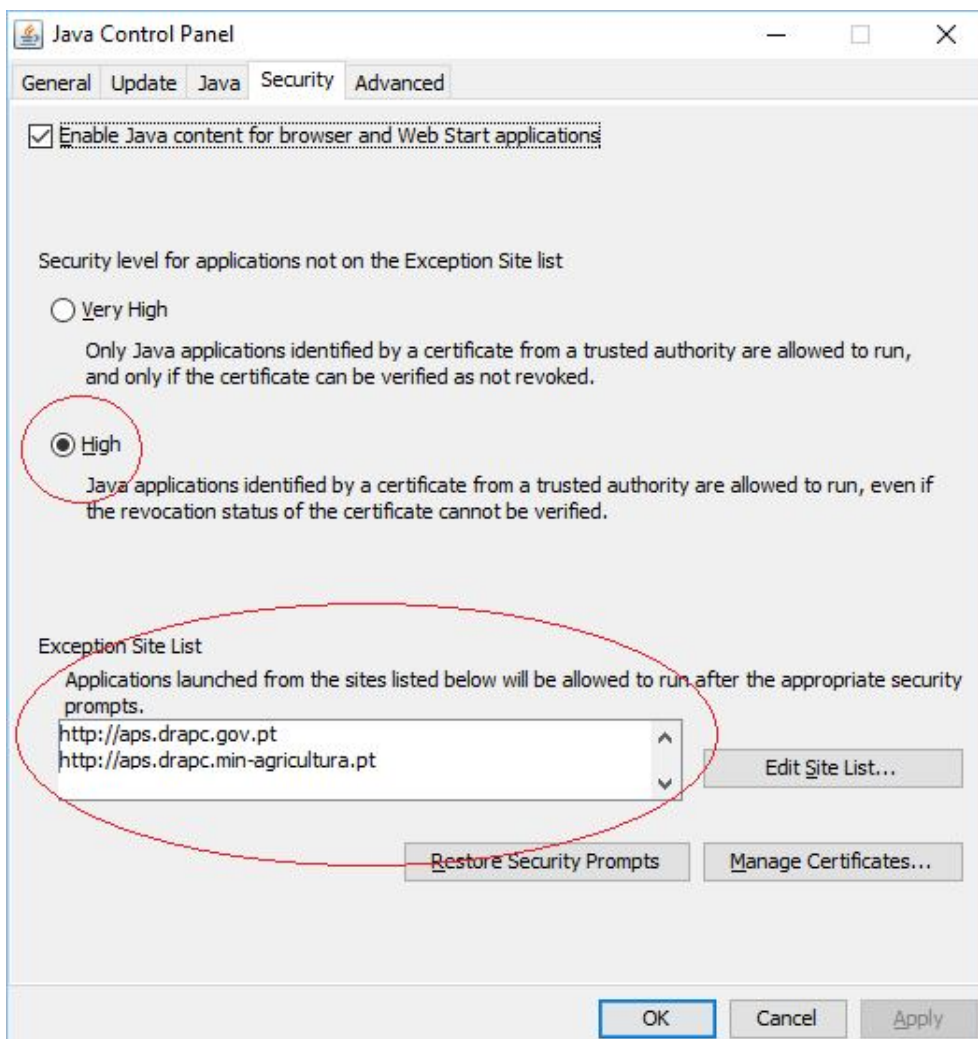 Java Control Panel
General Update Java Security Advanced
Enable Java content for browser and Web Start applications
Security level for applications not on the Exception Site list
Very High
Only Java applications identified by a certificate from a trusted authority are allowed to run,
and only if the certificate can be verified as not revoked.
High
Java applications identified by a certificate from a trusted authority are allowed to run, even if
the revocation status of the certificate cannot be verified.
Exception Site List
Applications launched from the sites listed below will be allowed to run after the appropriate security
prompts.
http://aps.drapc.gov.pt
http://aps.drapc.min-agricultura.pt
Edit Site List...
Restore Security Prompts Manage Certificates...
OK Cancel Apply